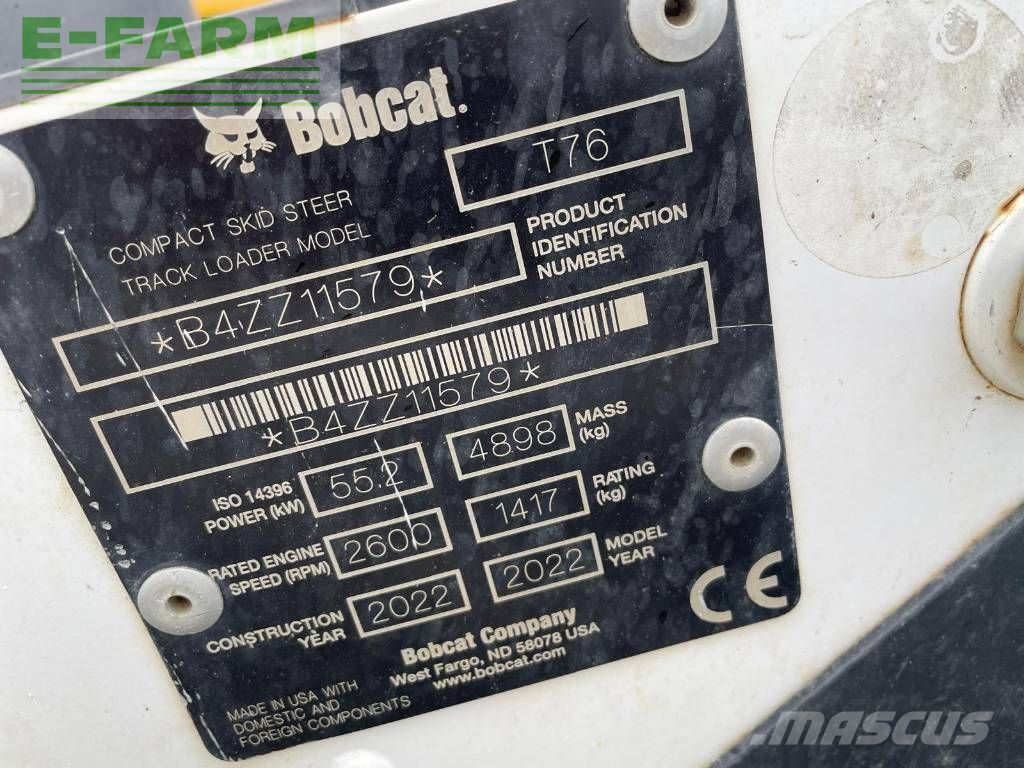 E-FARM
Bobcat.
COMPACT SKID STEER
TRACK LOADER MODEL
T76
PRODUCT
IDENTIFICATION
NUMBER
*B4ZZ11579*
*B4ZZ11579*
ISO 14396
POWER (kW)
55.2
4898
MASS
(kg)
RATED ENGINE
SPEED (RPM)
2600
1417
RATING
(kg)
CONSTRUCTION
YEAR
2022
2022
MODEL
YEAR
Bobcat Company
West Fargo, ND 58078 USA
www.bobcat.com
CE
MADE IN USA WITH
DOMESTIC AND
FOREIGN COMPONENTS
mascus